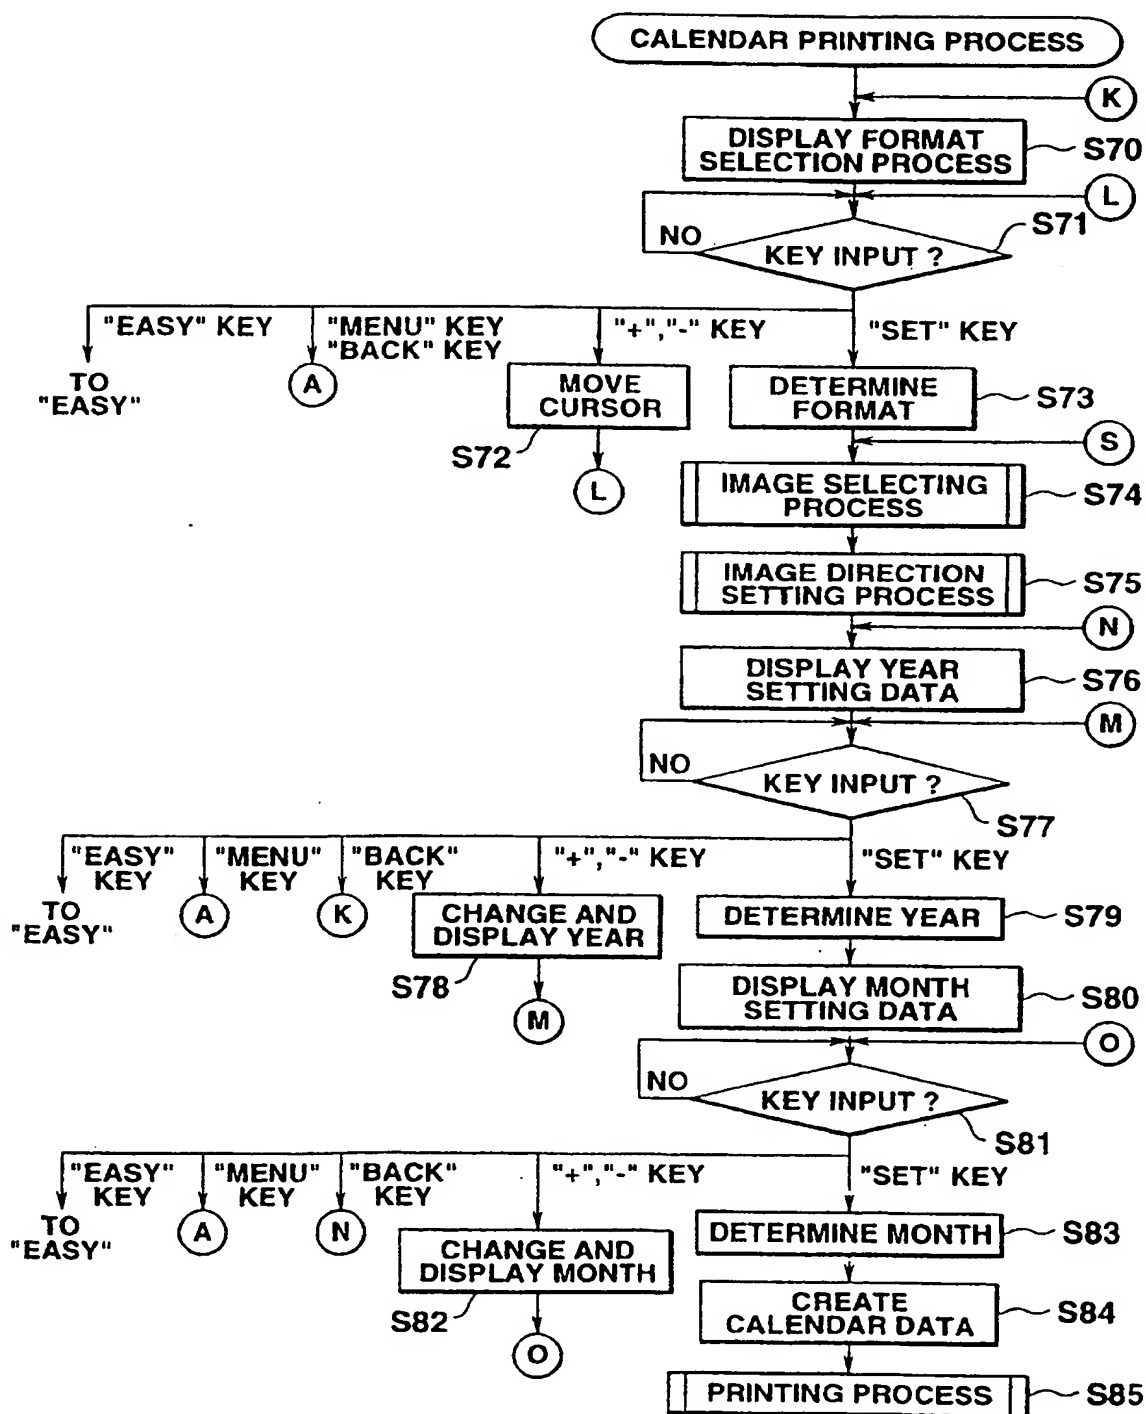 CALENDAR PRINTING PROCESS
K
DISPLAY FORMAT
SELECTION PROCESS
S70
L
S71
NO
KEY INPUT ?
"EASY" KEY
"MENU" KEY
"BACK" KEY
"+","-" KEY
"SET" KEY
TO
"EASY"
A
MOVE
CURSOR
S72
L
DETERMINE
FORMAT
S73
S
IMAGE SELECTING
PROCESS
S74
IMAGE DIRECTION
SETTING PROCESS
S75
N
DISPLAY YEAR
SETTING DATA
S76
M
NO
KEY INPUT ?
S77
"EASY"
KEY
"MENU"
KEY
"BACK"
KEY
"+","-" KEY
"SET" KEY
TO
"EASY"
A
K
CHANGE AND
DISPLAY YEAR
S78
M
DETERMINE YEAR
S79
DISPLAY MONTH
SETTING DATA
S80
O
NO
KEY INPUT ?
S81
"EASY"
KEY
"MENU"
KEY
"BACK"
KEY
"+","-" KEY
"SET" KEY
TO
"EASY"
A
N
CHANGE AND
DISPLAY MONTH
S82
O
DETERMINE MONTH
S83
CREATE
CALENDAR DATA
S84
PRINTING PROCESS
S85